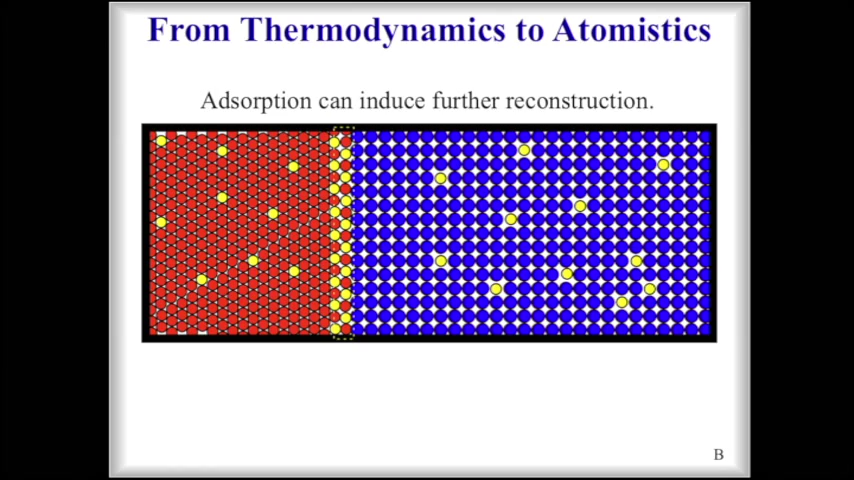 From Thermodynamics to Atomistics
Adsorption can induce further reconstruction.
B